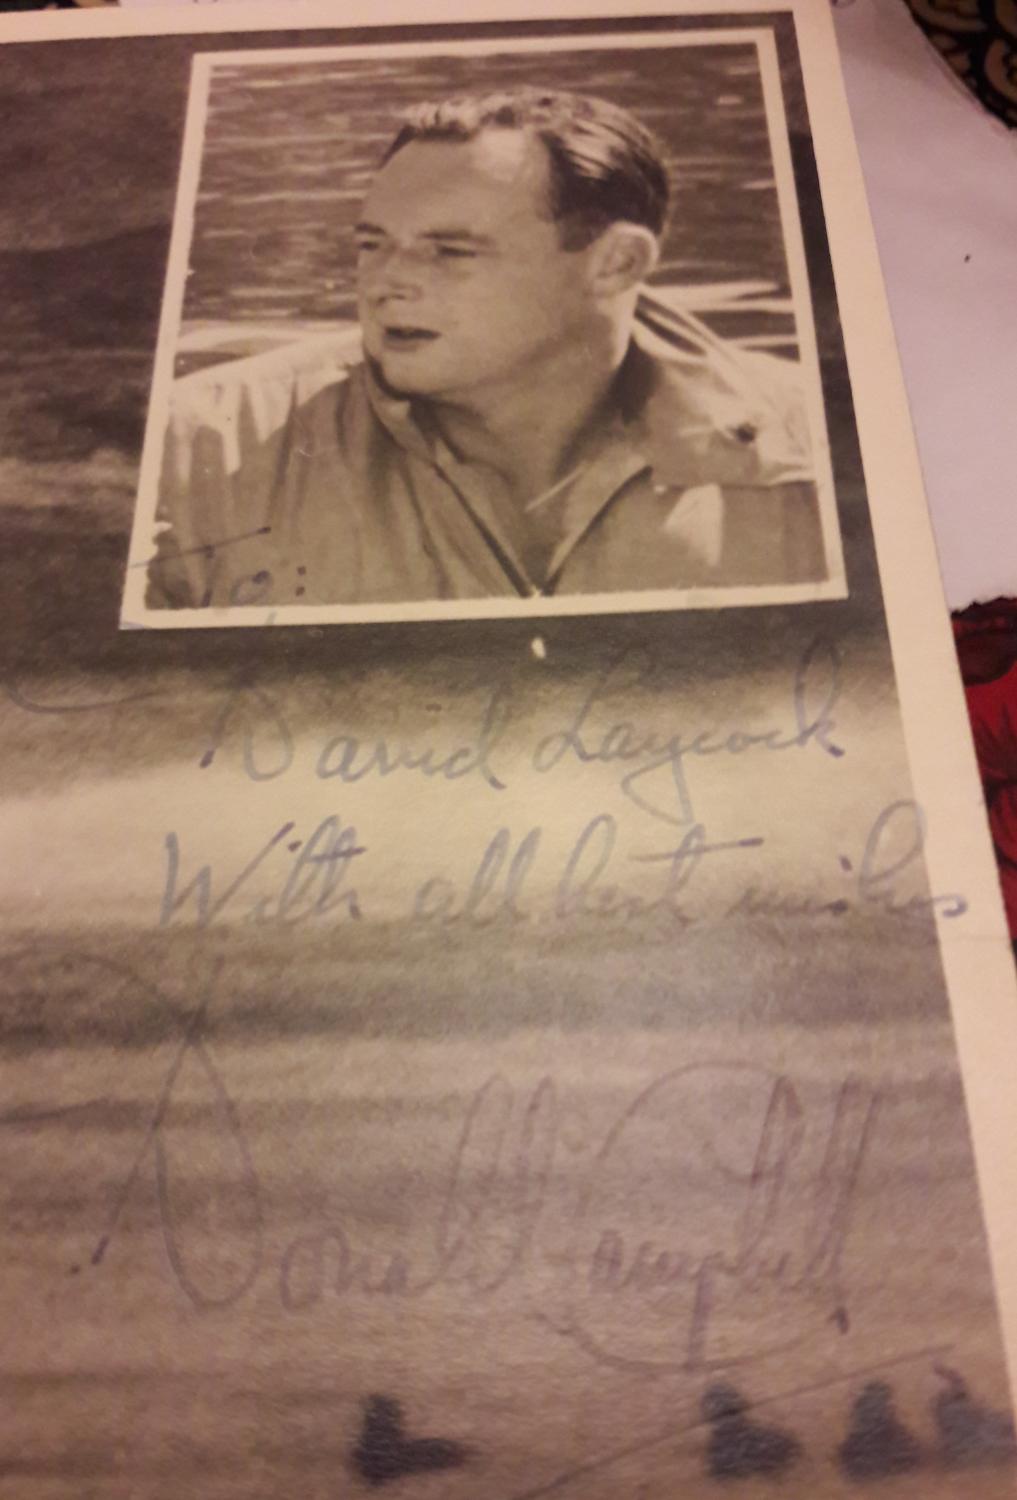 To:
David Laycock
With all best wishes
Donald Campbell